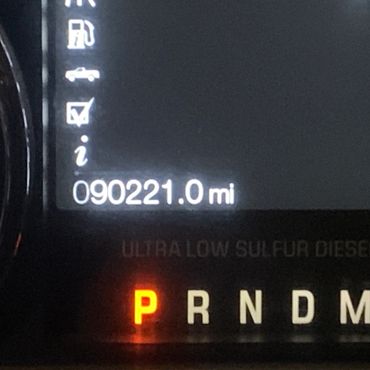 i
090221.0 mi
ULTRA LOW SULFUR DIESE
P R N D M